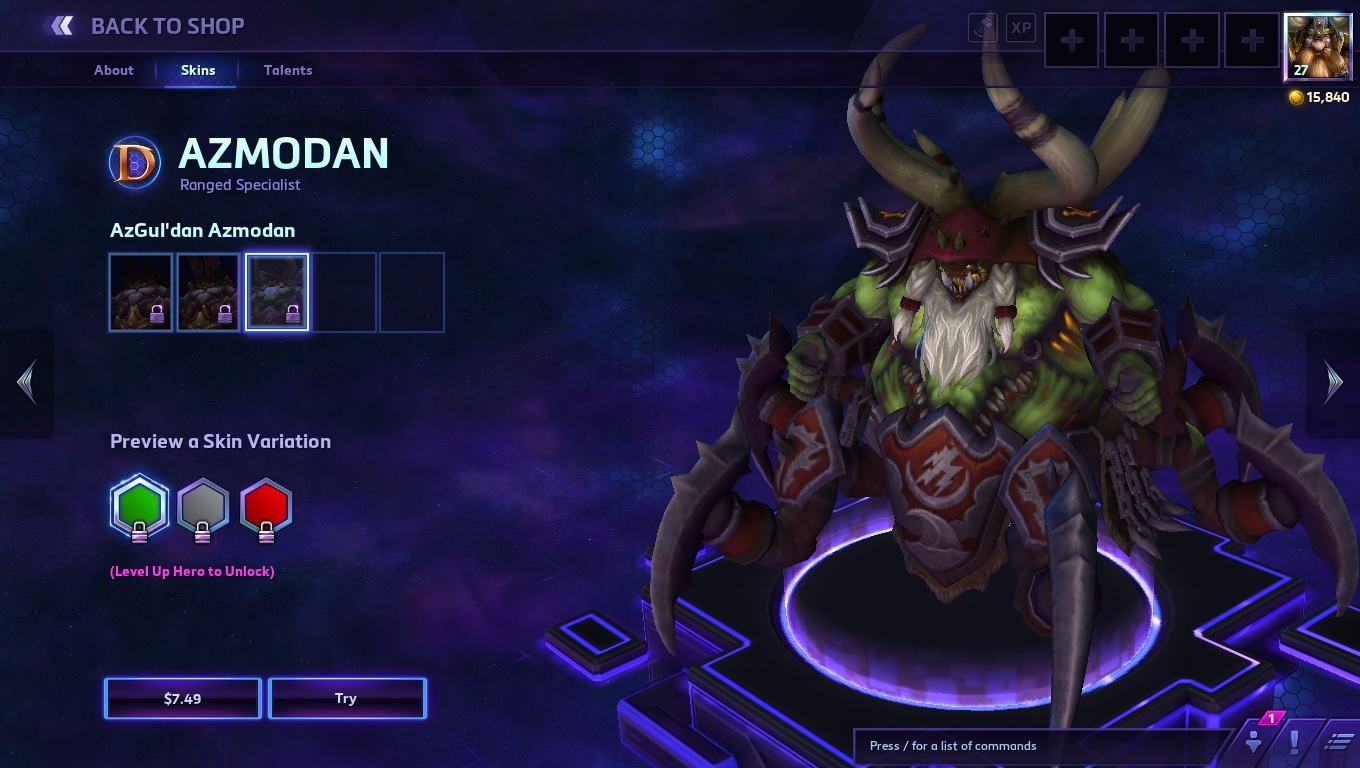 BACK TO SHOP
XP
27
15,840
About
Skins
Talents
D
AZMODAN
Ranged Specialist
AzGul'dan Azmodan
Preview a Skin Variation
(Level Up Hero to Unlock)
$7.49
Try
1
Press / for a list of commands